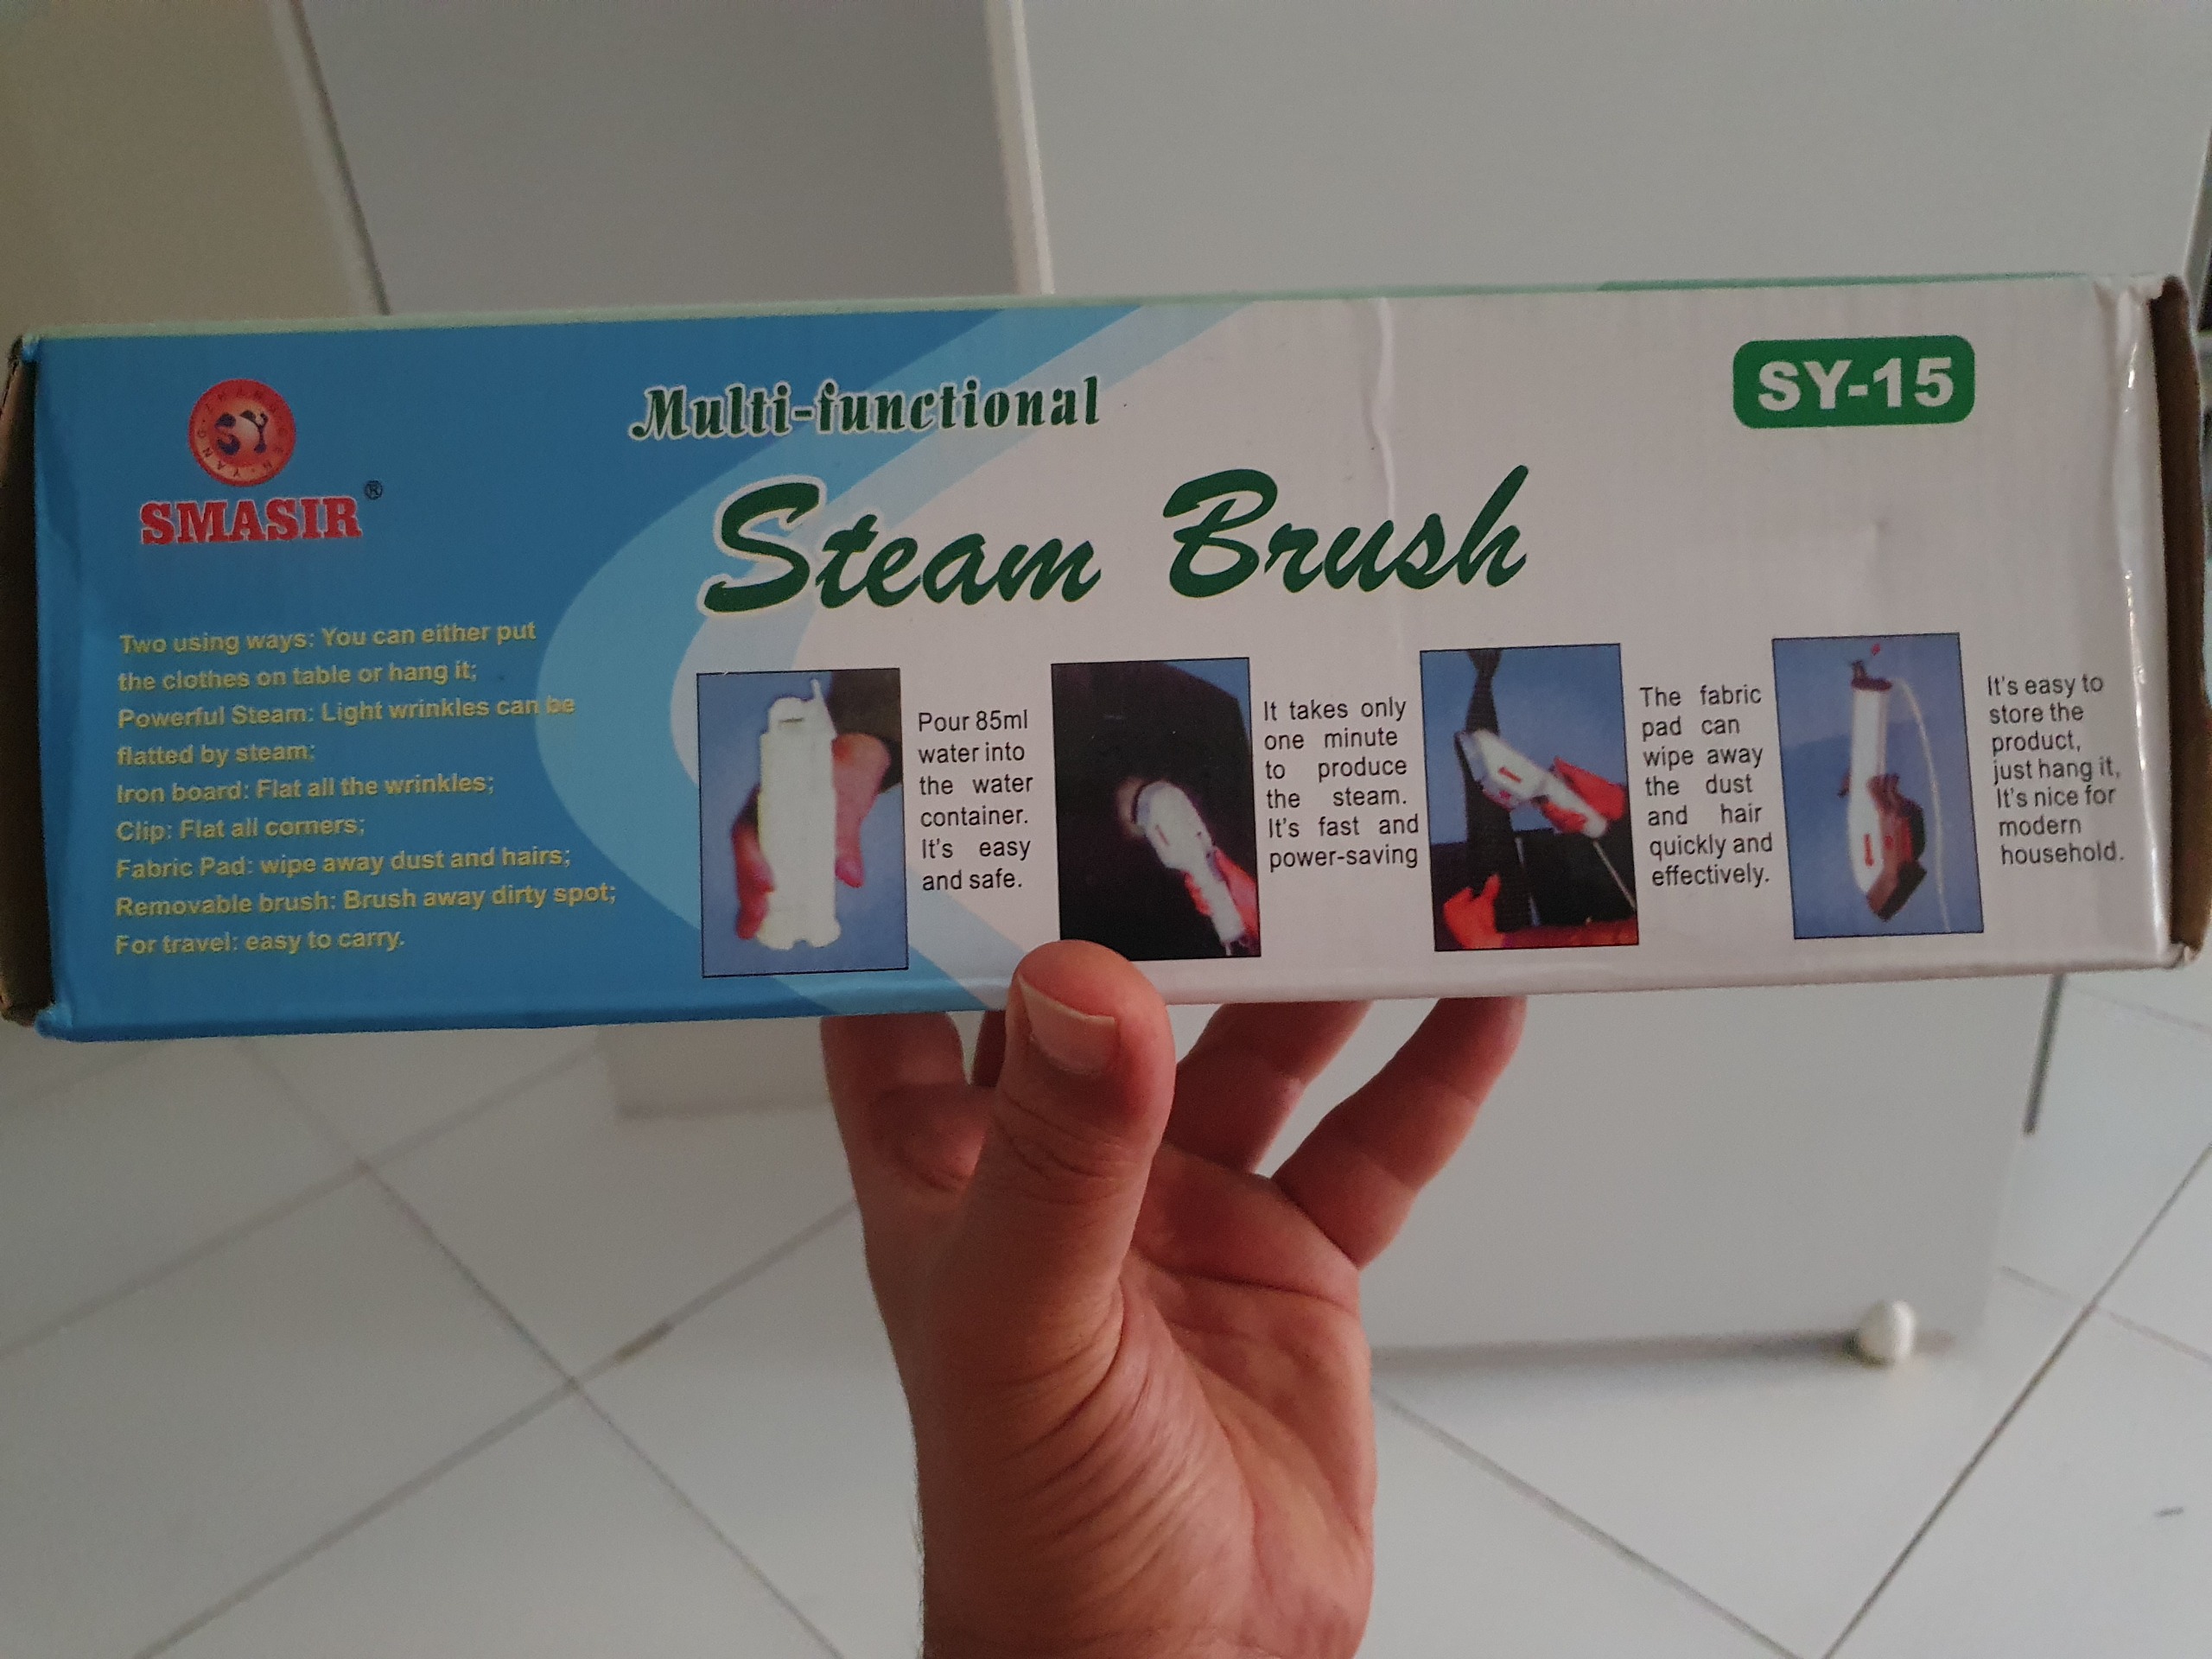 SY
SMASIR®
Multi-functional
Steam Brush
SY-15
Two using ways: You can either put
the clothes on table or hang it;
Powerful Steam: Light wrinkles can be
flatted by steam;
Iron board: Flat all the wrinkles;
Clip: Flat all corners;
Fabric Pad: wipe away dust and hairs;
Removable brush: Brush away dirty spot;
For travel: easy to carry.
Pour 85ml
water into
the water
container.
It's easy
and safe.
It takes only
one minute
to produce
the steam.
It's fast and
power-saving
The fabric
pad can
wipe away
the dust
and hair
quickly and
effectively.
It's easy to
store the
product,
just hang it,
It's nice for
modern
household.